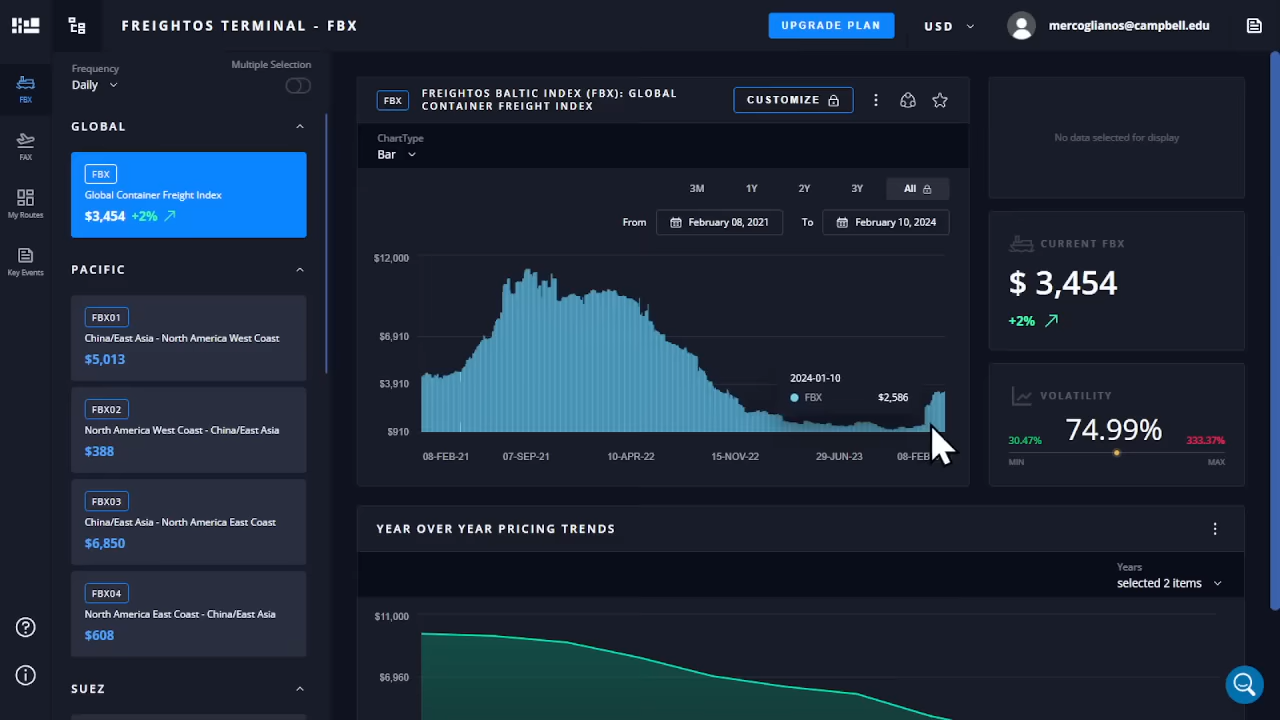 FREIGHTOS TERMINAL - FBX
UPGRADE PLAN
USD
mercoglianos@campbell.edu
FBX
FAX
My Routes
Key Events
Frequency
Daily
Multiple Selection
GLOBAL
FBX
Global Container Freight Index
$3,454 +2%
PACIFIC
FBX01
China/East Asia - North America West Coast
$5,013
FBX02
North America West Coast - China/East Asia
$388
FBX03
China/East Asia - North America East Coast
$6,850
FBX04
North America East Coast - China/East Asia
$608
SUEZ
FBX
FREIGHTOS BALTIC INDEX (FBX): GLOBAL
CONTAINER FREIGHT INDEX
CUSTOMIZE
ChartType
Bar
3M 1Y 2Y 3Y All
From February 08, 2021 To February 10, 2024
$12,000
$6,910
$3,910
$910
2024-01-10
FBX $2,586
08-FEB-21 07-SEP-21 10-APR-22 15-NOV-22 29-JUN-23 08-FEB
No data selected for display
CURRENT FBX
$ 3,454
+2%
VOLATILITY
30.47% 74.99% 333.37%
MIN MAX
YEAR OVER YEAR PRICING TRENDS
Years
selected 2 items
$11,000
$6,960